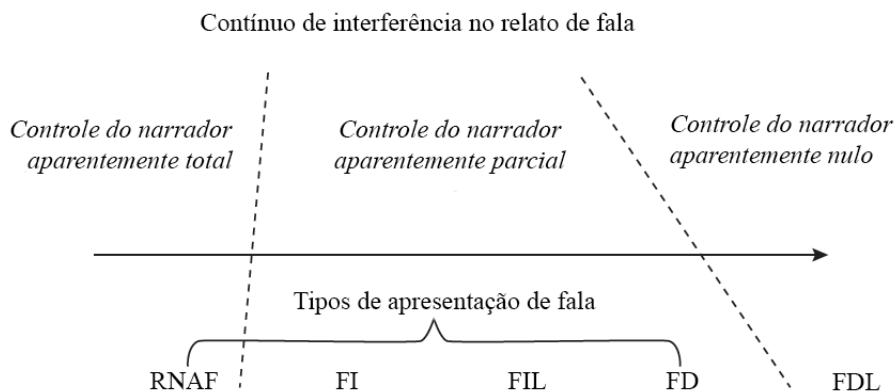 Contínuo de interferência no relato de fala
Controle do narrador
aparentemente total
Controle do narrador
aparentemente parcial
Controle do narrador
aparentemente nulo
Tipos de apresentação de fala
RNAF FI FIL FD FDL